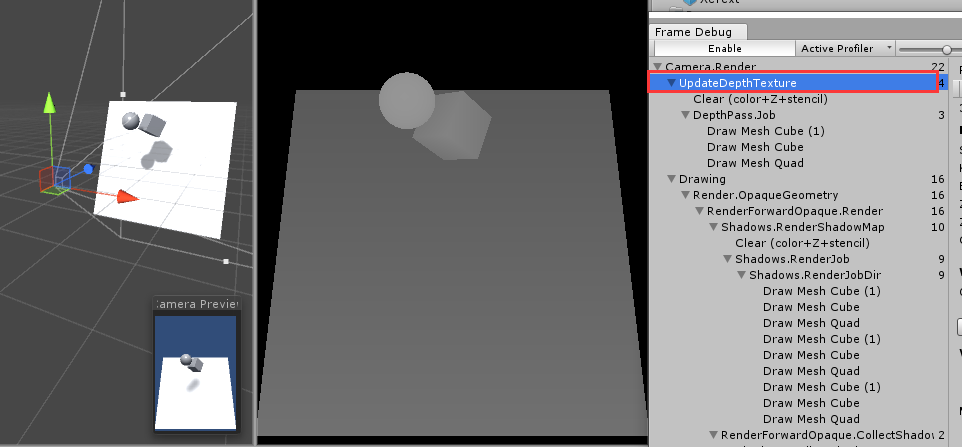 Camera Preview
Frame Debug
Enable
Active Profiler
Camera.Render 22
UpdateDepthTexture 4
Clear (color+Z+stencil)
DepthPass.Job 3
Draw Mesh Cube (1)
Draw Mesh Cube
Draw Mesh Quad
Drawing 16
Render.OpaqueGeometry 16
RenderForwardOpaque.Render 16
Shadows.RenderShadowMap 10
Clear (color+Z+stencil)
Shadows.RenderJob 9
Shadows.RenderJobDir 9
Draw Mesh Cube (1)
Draw Mesh Cube
Draw Mesh Quad
Draw Mesh Cube (1)
Draw Mesh Cube
Draw Mesh Quad
Draw Mesh Cube (1)
Draw Mesh Cube
Draw Mesh Quad
RenderForwardOpaque.CollectShadow 2